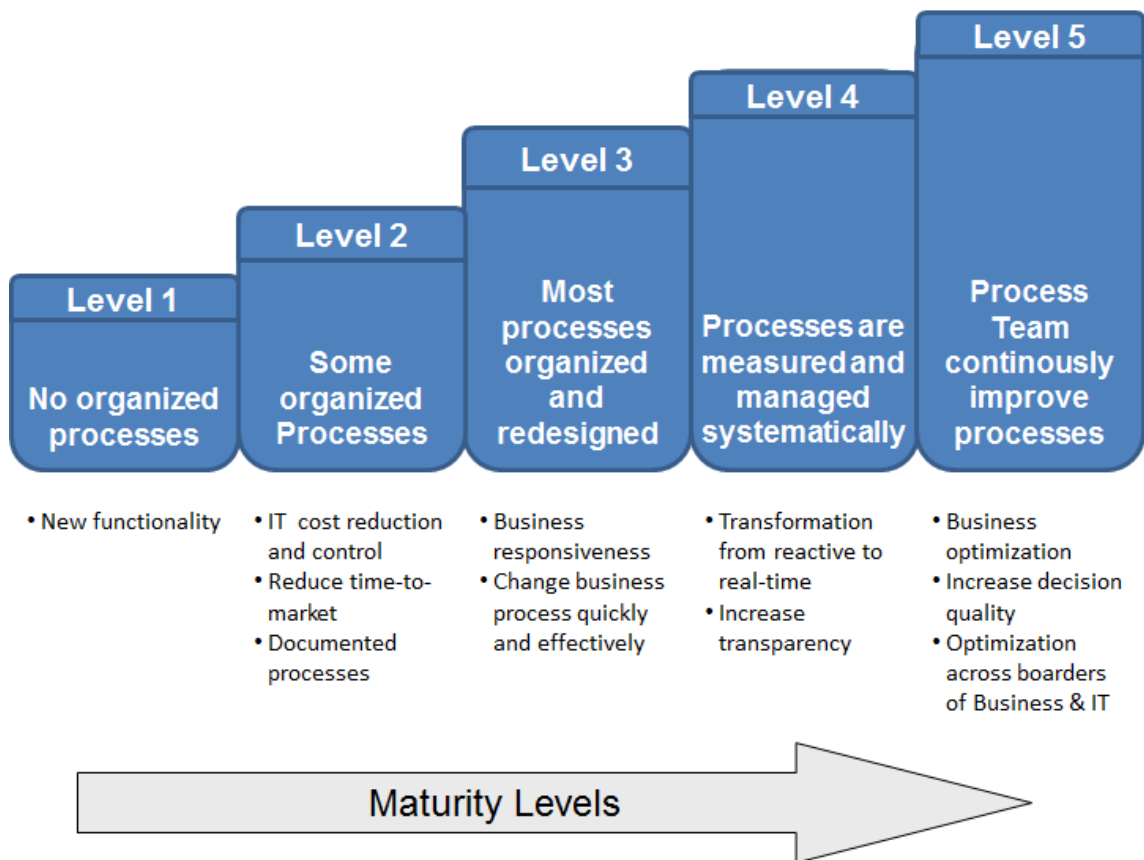 Level 1
No organized
processes
Level 2
Some
organized
Processes
Level 3
Most
processes
organized
and
redesigned
Level 4
Processes are
measured and
managed
systematically
Level 5
Process
Team
continously
improve
processes
• New functionality
• IT cost reduction
and control
• Reduce time-to-
market
• Documented
processes
• Business
responsiveness
• Change business
process quickly
and effectively
• Transformation
from reactive to
real-time
• Increase
transparency
• Business
optimization
• Increase decision
quality
• Optimization
across boarders
of Business & IT
Maturity Levels